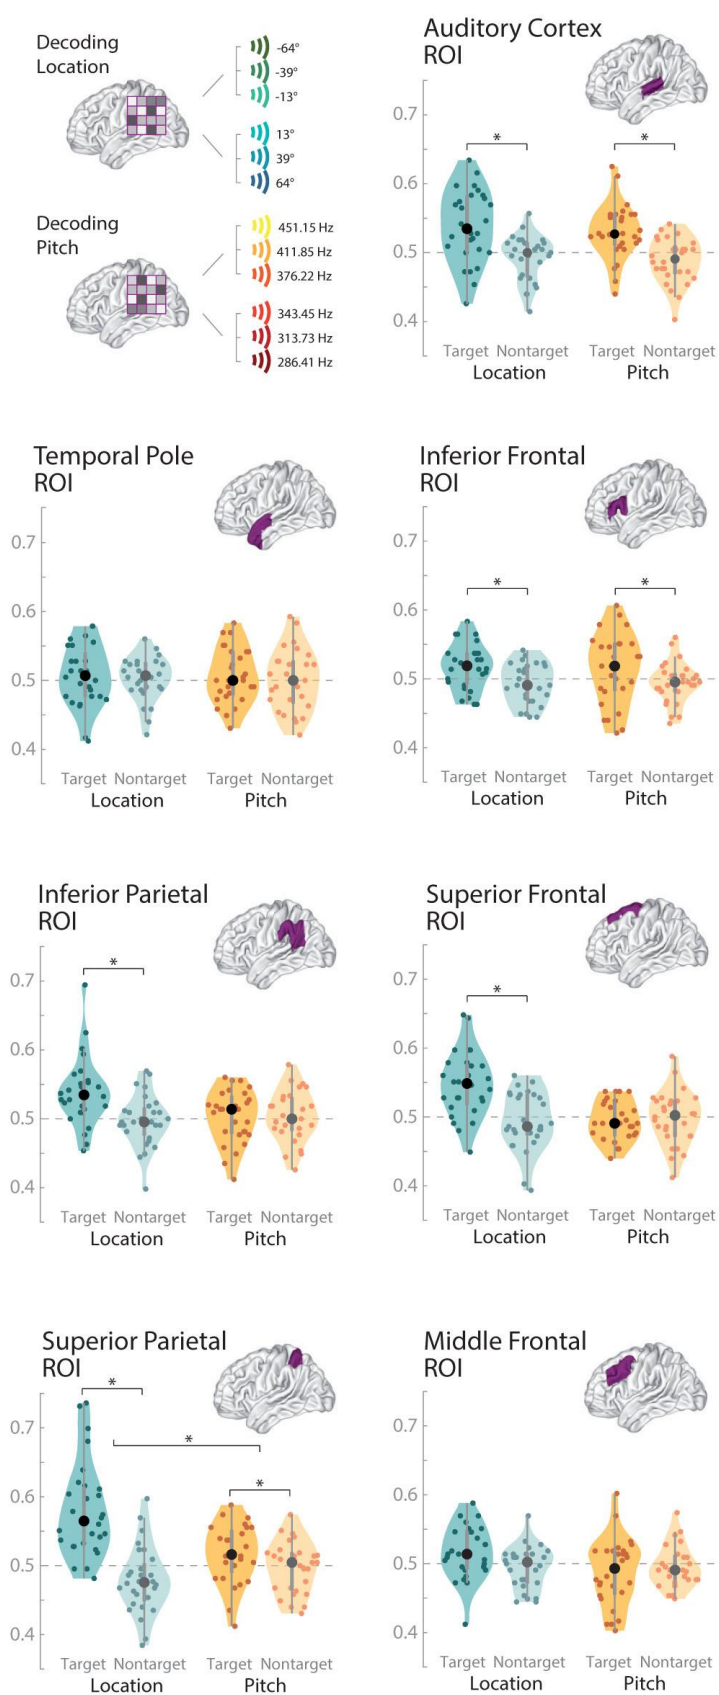 Decoding
Location
-64°
-39°
-13°
13°
39°
64°
Decoding
Pitch
451.15 Hz
411.85 Hz
376.22 Hz
343.45 Hz
313.73 Hz
286.41 Hz
Auditory Cortex
ROI
0.7
0.6
0.5
0.4
*
*
Target Nontarget Target Nontarget
Location Pitch
Temporal Pole
ROI
0.7
0.6
0.5
0.4
Target Nontarget Target Nontarget
Location Pitch
Inferior Frontal
ROI
0.7
0.6
0.5
0.4
*
*
Target Nontarget Target Nontarget
Location Pitch
Inferior Parietal
ROI
0.7
0.6
0.5
0.4
*
Target Nontarget Target Nontarget
Location Pitch
Superior Frontal
ROI
0.7
0.6
0.5
0.4
*
Target Nontarget Target Nontarget
Location Pitch
Superior Parietal
ROI
0.7
0.6
0.5
0.4
*
*
*
Target Nontarget Target Nontarget
Location Pitch
Middle Frontal
ROI
0.7
0.6
0.5
0.4
Target Nontarget Target Nontarget
Location Pitch